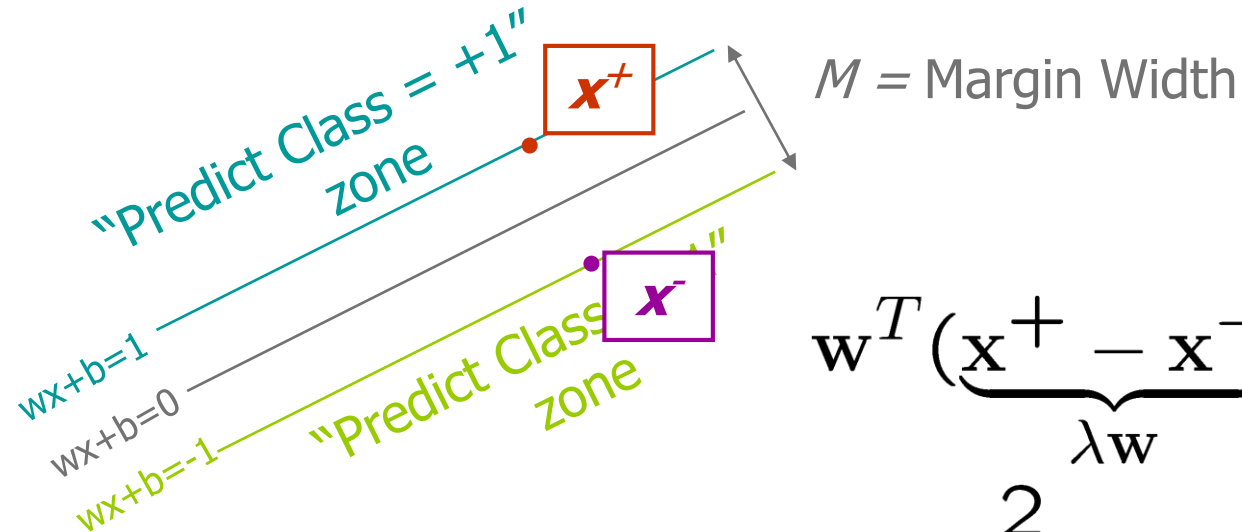 “Predict Class = +1”
zone
x⁺
M = Margin Width
wx+b=1
wx+b=0
wx+b=-1
“Predict Class
zone
x⁻
w^T(x⁺ − x⁻
λw
2